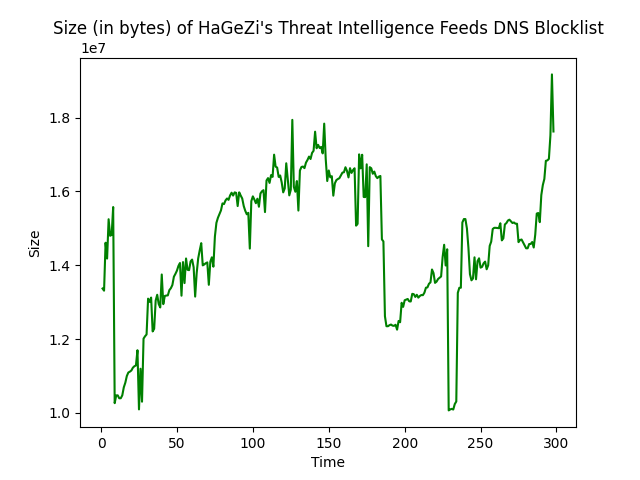 Size (in bytes) of HaGeZi's Threat Intelligence Feeds DNS Blocklist
1e7
1.8
1.6
1.4
1.2
1.0
Size
0 50 100 150 200 250 300
Time